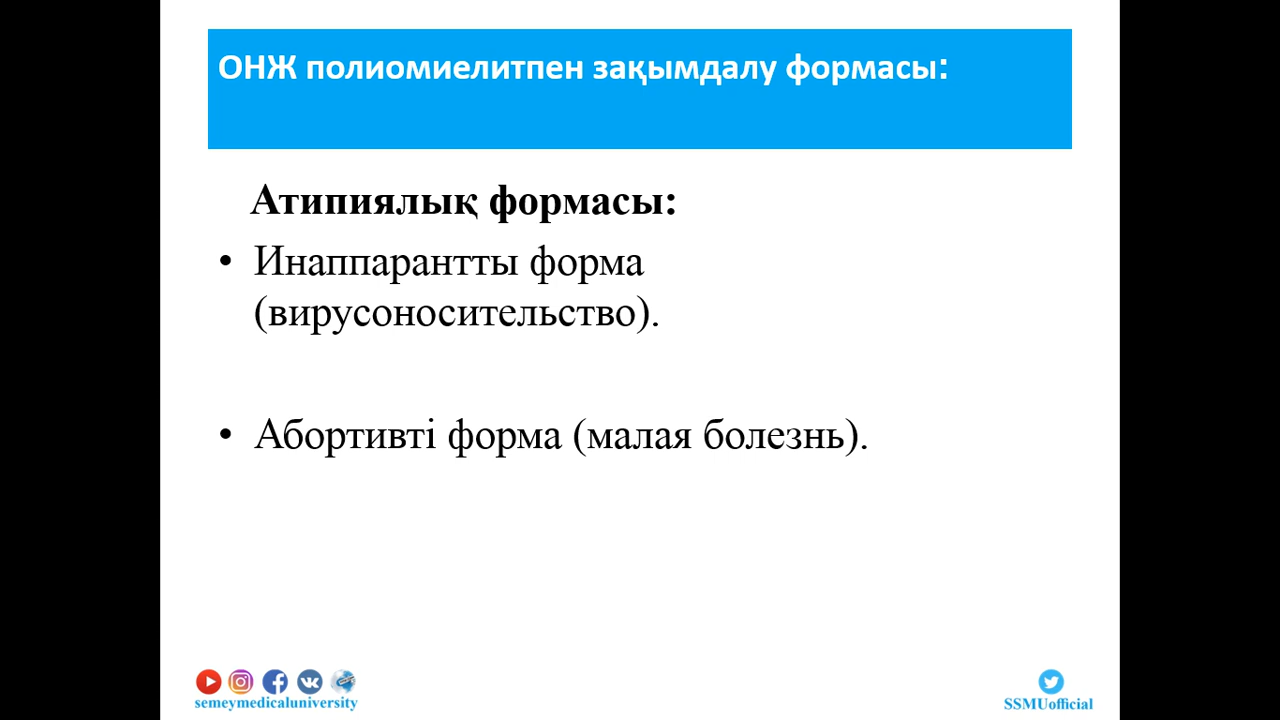 ОНЖ полиомиелитпен зақымдалу формасы:
Атипиялық формасы:
• Инаппарантты форма
(вирусоносительство).
• Абортивті форма (малая болезнь).
semeymedicaluniversity
SSMUofficial